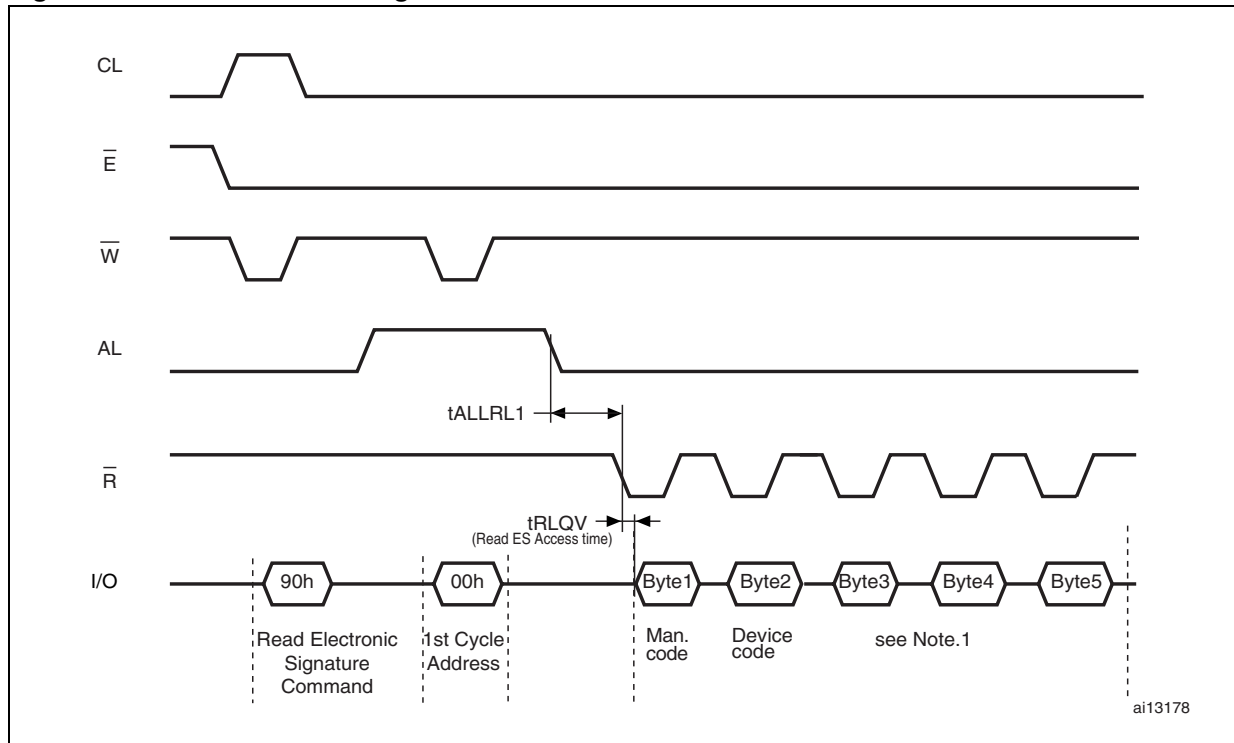 CL
E
W
AL
tALLRL1
R
tRLQV
(Read ES Access time)
I/O
90h
00h
Byte1
Byte2
Byte3
Byte4
Byte5
Read Electronic
Signature
Command
1st Cycle
Address
Man.
code
Device
code
see Note.1
ai13178